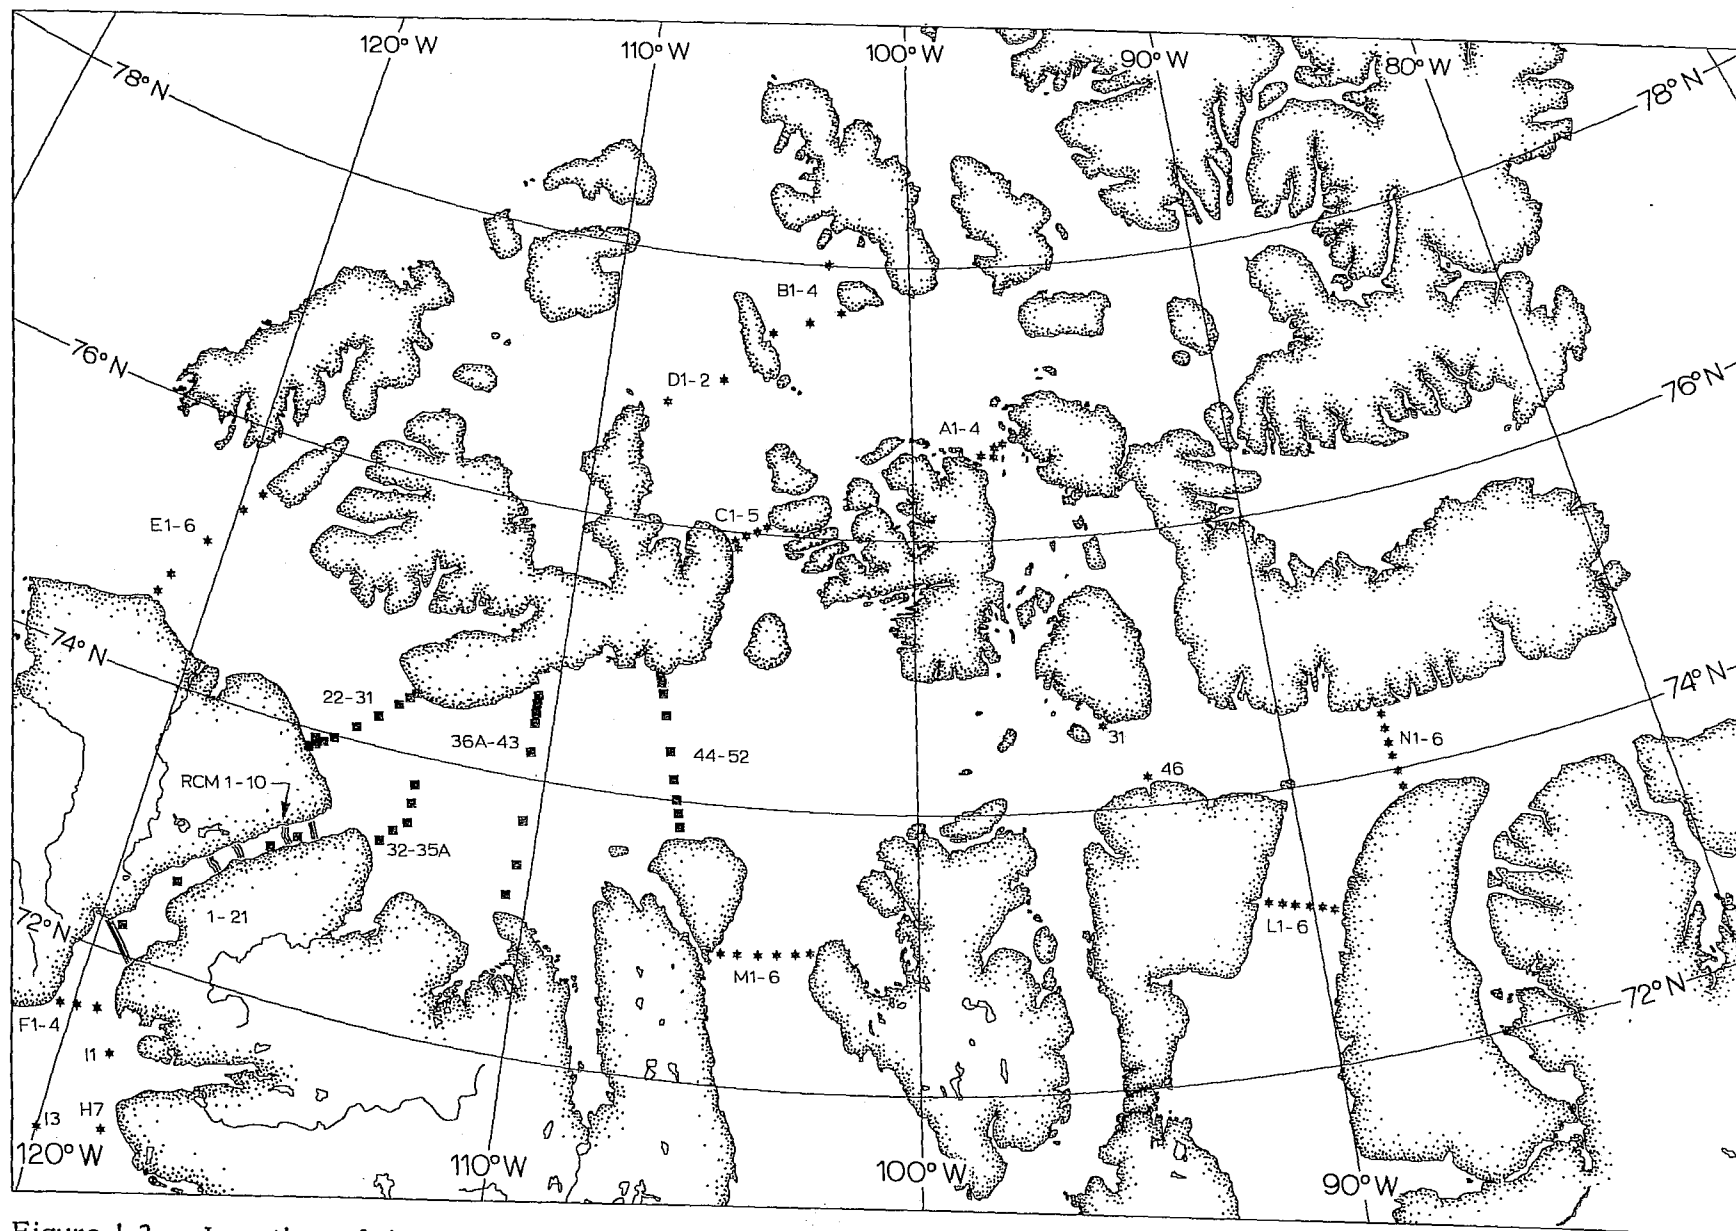 120° W
110° W
100° W
90° W
80° W
78° N
78° N
B1-4
76° N
D1-2
76° N
A1-4
C1-5
E1-6
74° N
22-31
36A-43
44-52
31
74° N
N1-6
46
RCM 1-10
32-35A
1-21
72° N
L1-6
M1-6
72° N
F1-4
I1
I3
H7
120° W
110° W
100° W
90° W
Figure 1.2